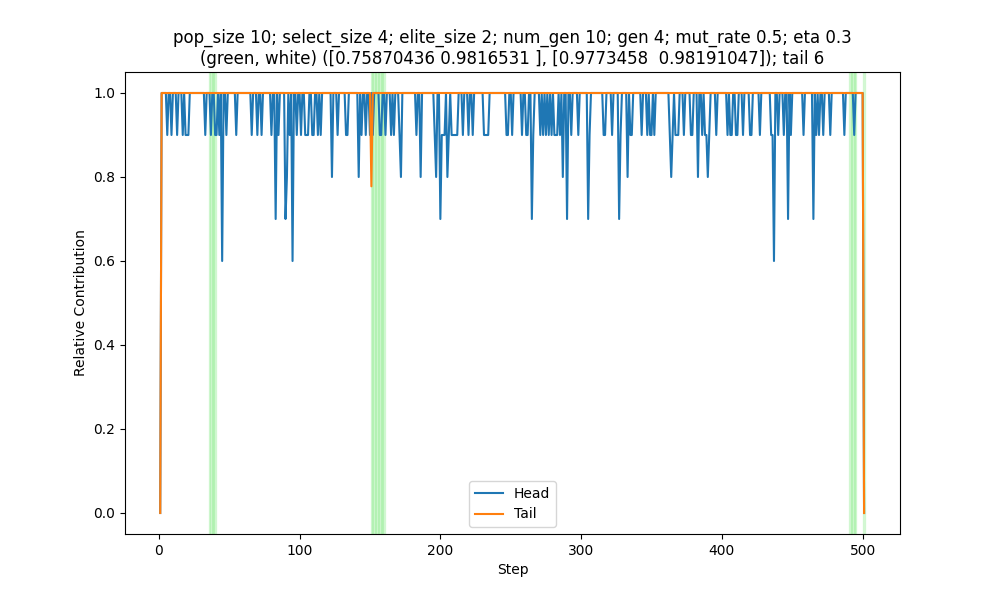 pop_size 10; select_size 4; elite_size 2; num_gen 10; gen 4; mut_rate 0.5; eta 0.3
(green, white) ([0.75870436 0.9816531 ], [0.9773458  0.98191047]); tail 6
1.0
0.8
0.6
0.4
0.2
0.0
Relative Contribution
Head
Tail
0
100
200
300
400
500
Step